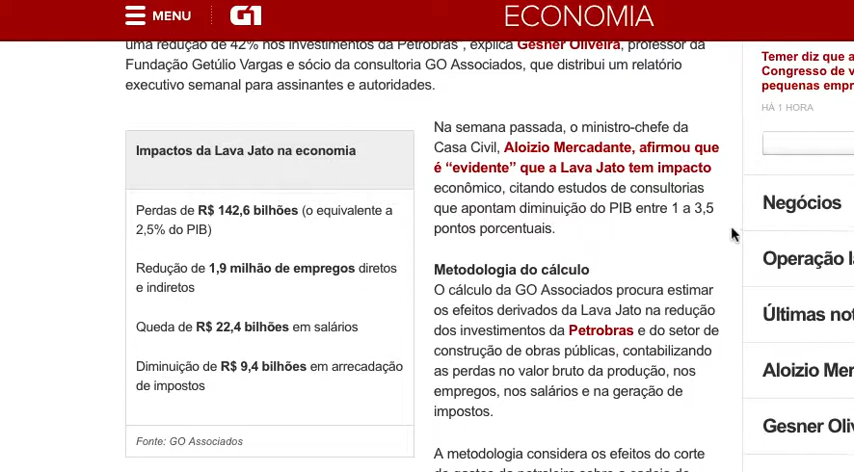 MENU
G1
ECONOMIA
uma redução de 42% nos investimentos da Petrobras", explica Gesner Oliveira, professor da
Fundação Getúlio Vargas e sócio da consultoria GO Associados, que distribui um relatório
executivo semanal para assinantes e autoridades.
Impactos da Lava Jato na economia
Perdas de R$ 142,6 bilhões (o equivalente a
2,5% do PIB)
Redução de 1,9 milhão de empregos diretos
e indiretos
Queda de R$ 22,4 bilhões em salários
Diminuição de R$ 9,4 bilhões em arrecadação
de impostos
Fonte: GO Associados
Na semana passada, o ministro-chefe da
Casa Civil, Aloizio Mercadante, afirmou que
é “evidente” que a Lava Jato tem impacto
econômico, citando estudos de consultorias
que apontam diminuição do PIB entre 1 a 3,5
pontos porcentuais.
Metodologia do cálculo
O cálculo da GO Associados procura estimar
os efeitos derivados da Lava Jato na redução
dos investimentos da Petrobras e do setor de
construção de obras públicas, contabilizando
as perdas no valor bruto da produção, nos
empregos, nos salários e na geração de
impostos.
A metodologia considera os efeitos do corte
Temer diz que a
Congresso de v
pequenas empr
HÁ 1 HORA
Negócios
Operação la
Últimas not
Aloizio Mer
Gesner Oliv